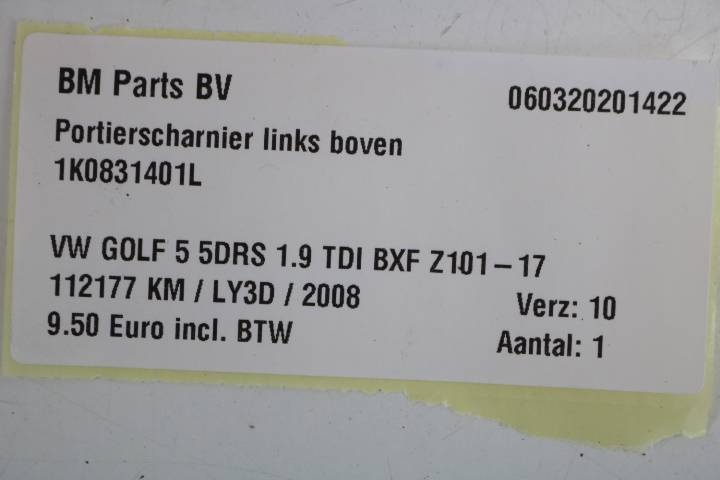 BM Parts BV
060320201422
Portierscharnier links boven
1K0831401L
VW GOLF 5 5DRS 1.9 TDI BXF Z101-17
112177 KM / LY3D / 2008
Verz: 10
9.50 Euro incl. BTW
Aantal: 1